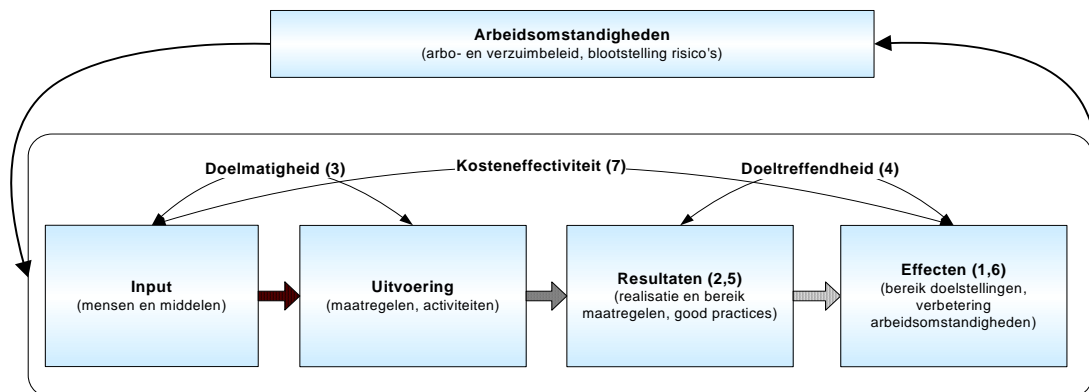 Arbeidsomstandigheden
(arbo- en verzuimbeleid, blootstelling risico's)
Doelmatigheid (3)
Kosteneffectiviteit (7)
Doeltreffendheid (4)
Input
(mensen en middelen)
Uitvoering
(maatregelen, activiteiten)
Resultaten (2,5)
(realisatie en bereik
maatregelen, good practices)
Effecten (1,6)
(bereik doelstellingen,
verbetering
arbeidsomstandigheden)